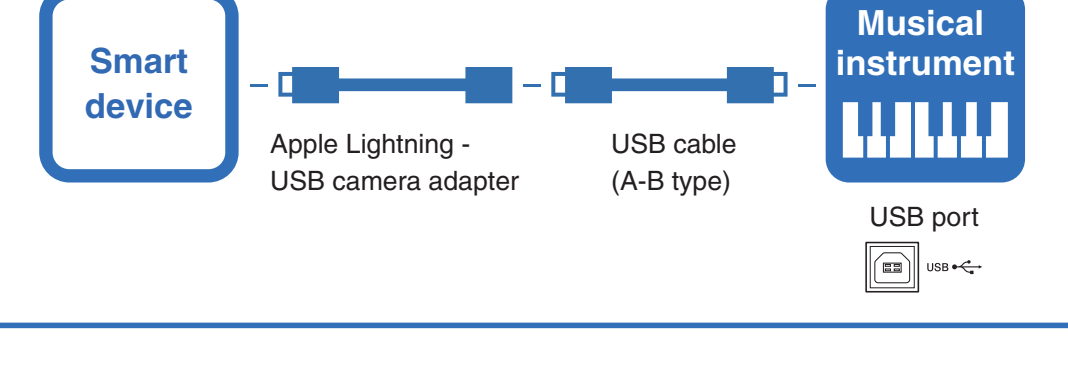 Smart
device
Apple Lightning -
USB camera adapter
USB cable
(A-B type)
Musical
instrument
USB port
USB